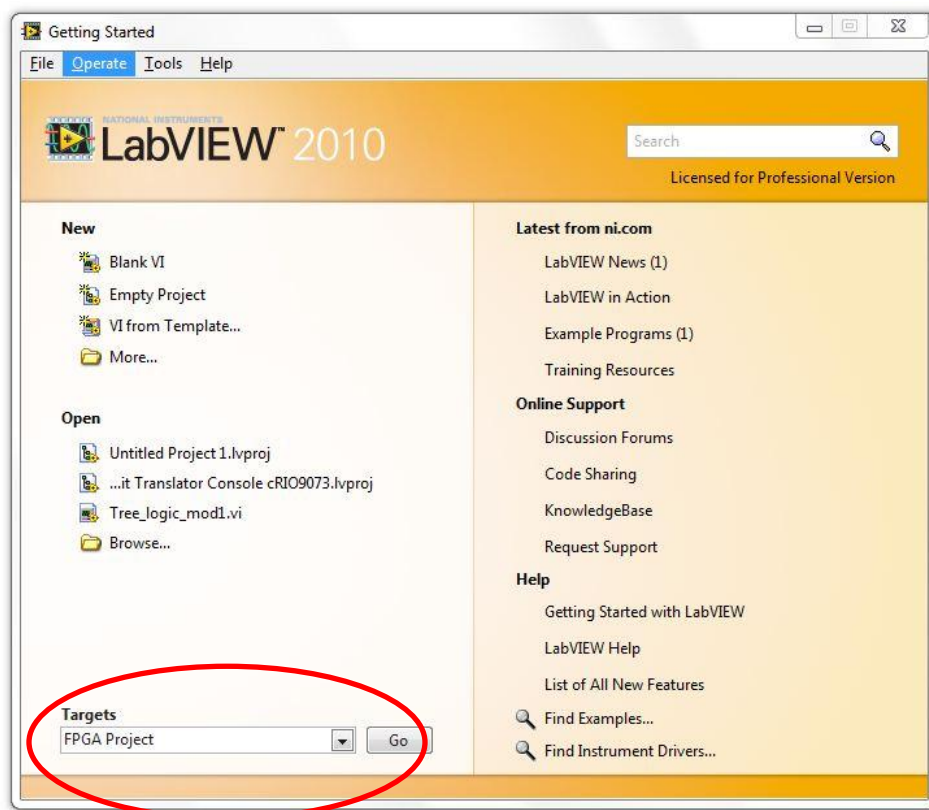 Getting Started
File Operate Tools Help
NATIONAL INSTRUMENTS
LabVIEW™ 2010
Search
Licensed for Professional Version
New
Blank VI
Empty Project
VI from Template...
More...
Open
Untitled Project 1.lvproj
...it Translator Console cRIO9073.lvproj
Tree_logic_mod1.vi
Browse...
Targets
FPGA Project
Go
Latest from ni.com
LabVIEW News (1)
LabVIEW in Action
Example Programs (1)
Training Resources
Online Support
Discussion Forums
Code Sharing
KnowledgeBase
Request Support
Help
Getting Started with LabVIEW
LabVIEW Help
List of All New Features
Find Examples...
Find Instrument Drivers...